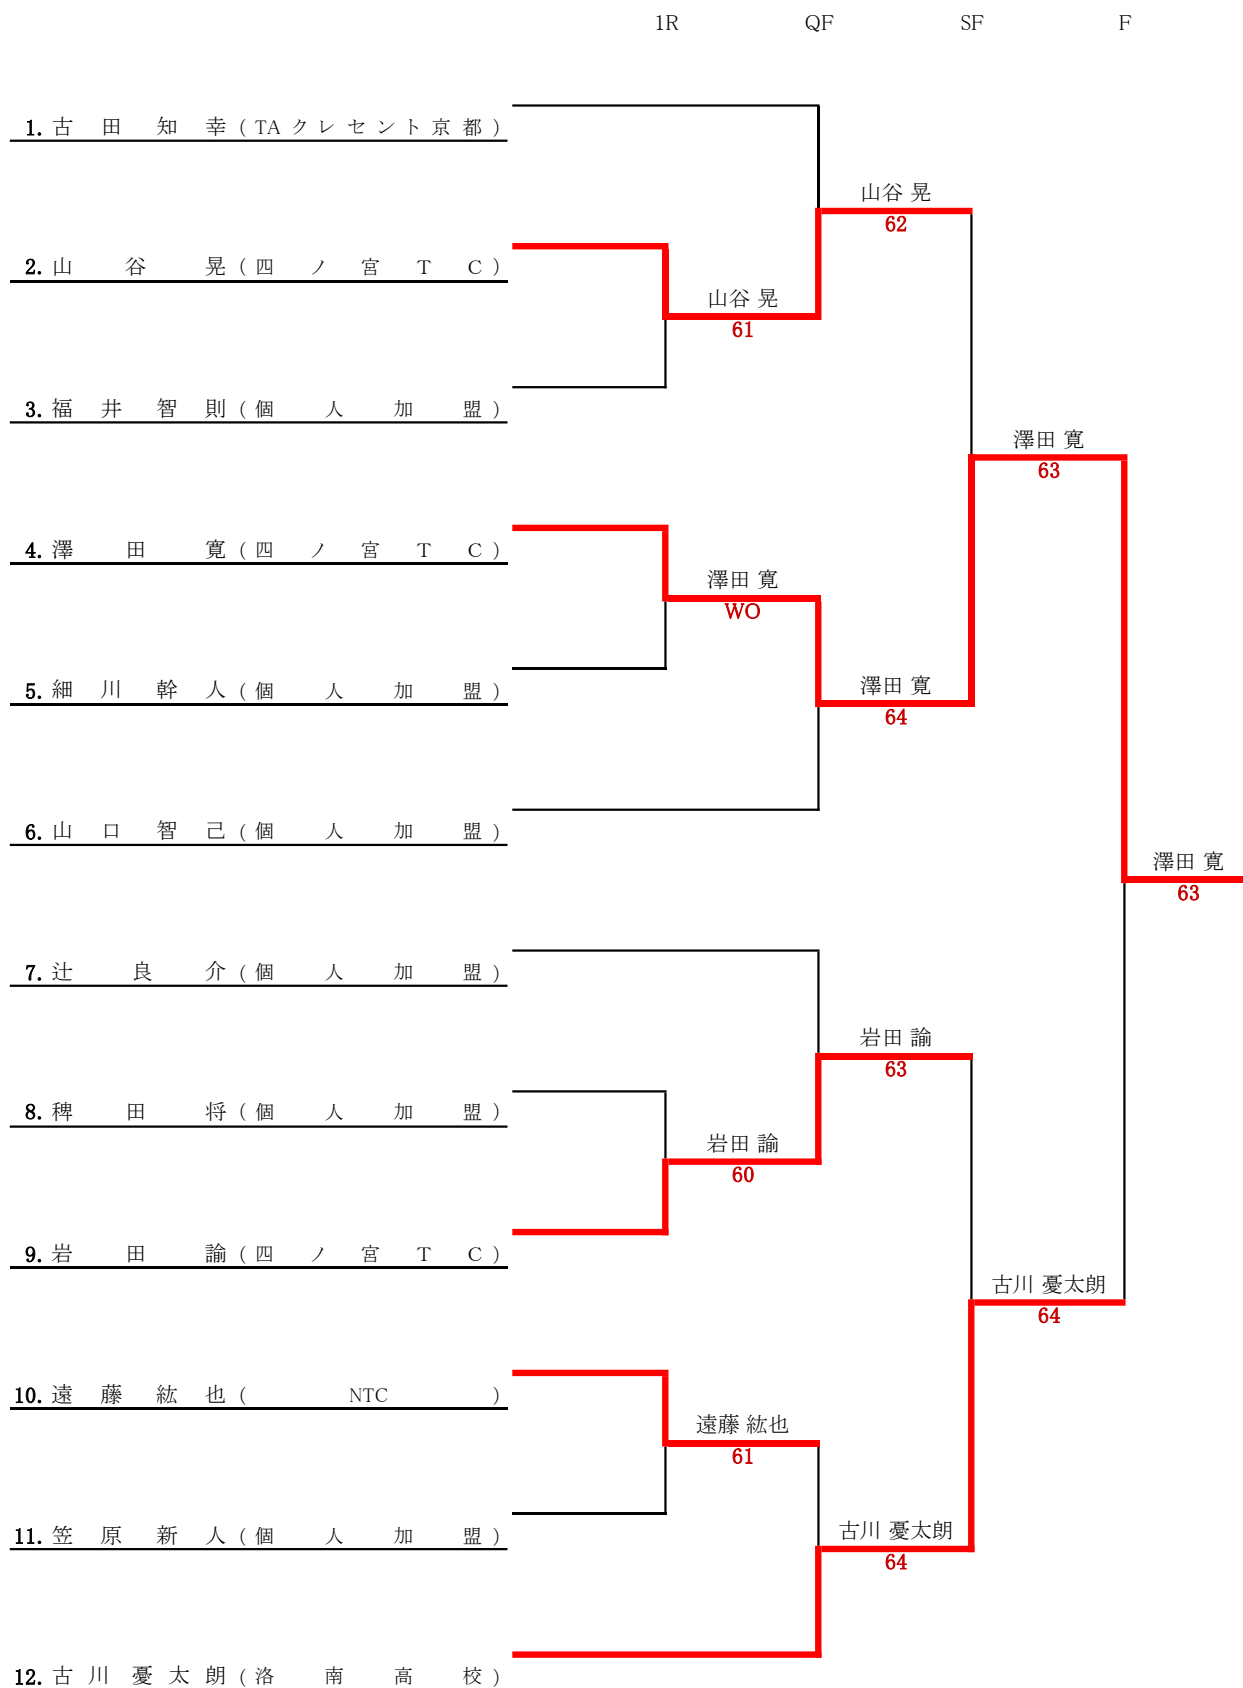 1R QF SF F
1. 古田知幸(TAクレセント京都)
山谷 晃
62
2. 山谷晃(四ノ宮TC)
山谷 晃
61
3. 福井智則(個人加盟)
澤田 寛
63
4. 澤田寛(四ノ宮TC)
澤田 寛
WO
5. 細川幹人(個人加盟)
澤田 寛
64
6. 山口智己(個人加盟)
澤田 寛
63
7. 辻良介(個人加盟)
岩田 諭
63
8. 稗田将(個人加盟)
岩田 諭
60
9. 岩田諭(四ノ宮TC)
古川 憂太朗
64
10. 遠藤紘也(NTC)
遠藤 紘也
61
11. 笠原新人(個人加盟)
古川 憂太朗
64
12. 古川憂太朗(洛南高校)